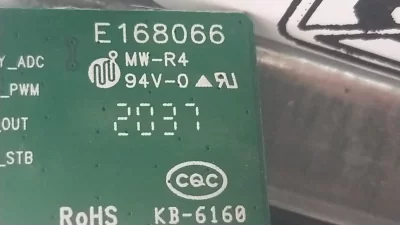 E168066
Y_ADC
MW-R4
_PWM
94V-0
OUT
2037
_STB
CQC
RoHS KB-6160